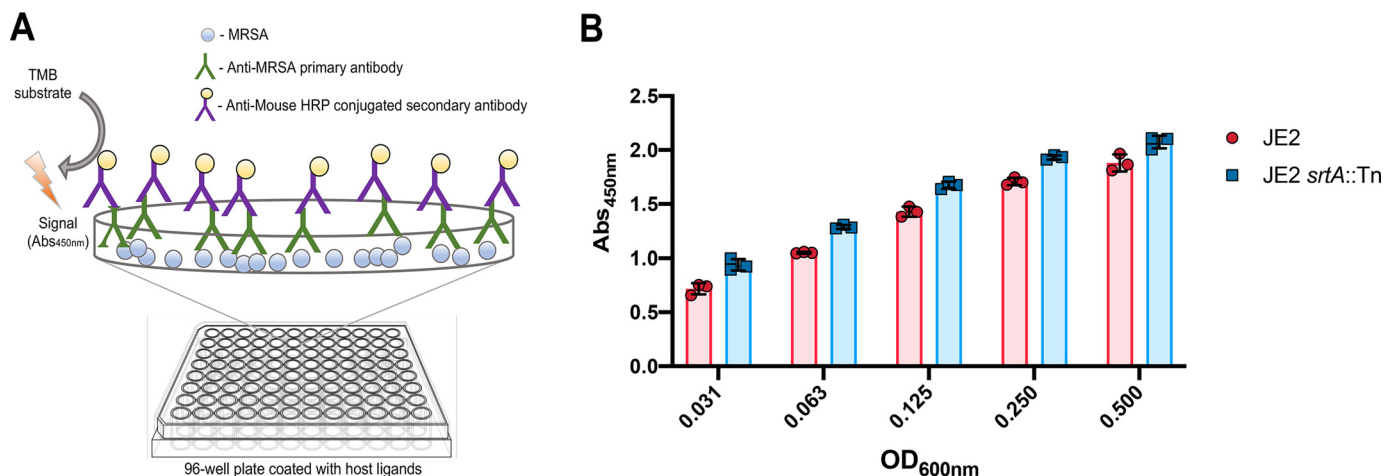 A
- MRSA
- Anti-MRSA primary antibody
- Anti-Mouse HRP conjugated secondary antibody
TMB
substrate
Signal
(Abs450nm)
96-well plate coated with host ligands
B
Abs450nm
2.5
2.0
1.5
1.0
0.5
0.0
0.031
0.063
0.125
0.250
0.500
OD600nm
JE2
JE2 srtA::Tn